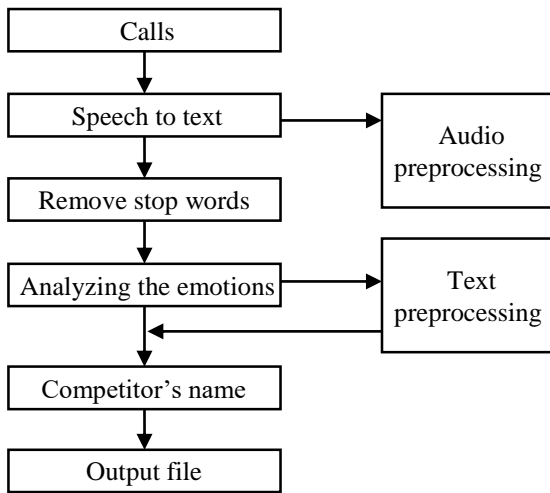 Calls
Speech to text
Audio
preprocessing
Remove stop words
Analyzing the emotions
Text
preprocessing
Competitor’s name
Output file